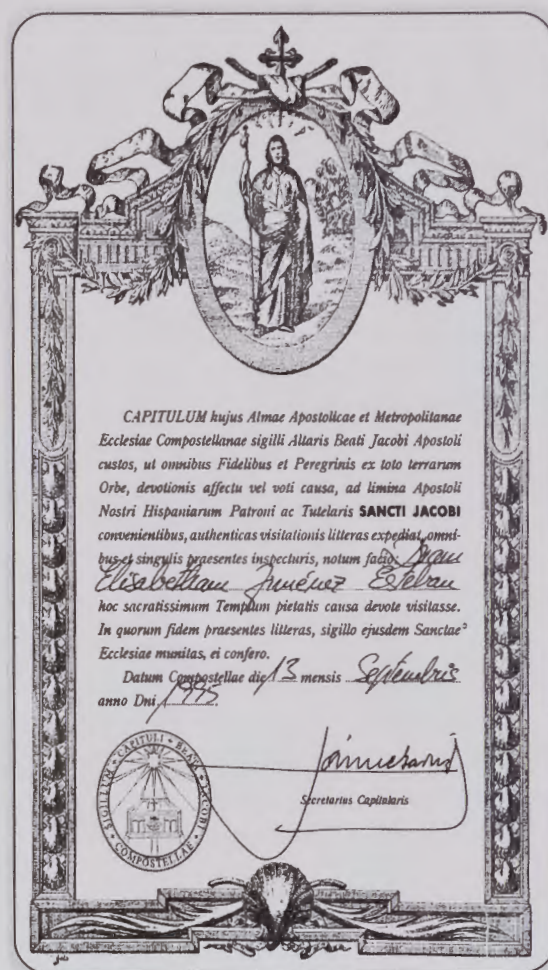 CAPITULUM hujus Almae Apostolicae et Metropolitanae
Ecclesiae Compostellanae sigilli Altaris Beati Jacobi Apostoli
custos, ut omnibus Fidelibus et Peregrinis ex toto terrarum
Orbe, devotionis affectu vel voti causa, ad limina Apostoli
Nostri Hispaniarum Patroni ac Tutelaris SANCTI JACOBI
convenientibus, authenticas visitationis litteras expediat, omni-
bus et singulis praesentes inspecturis, notum facio:
Elisabetham Jiménez Esteban
hoc sacratissimum Templum pietatis causa devote visitasse.
In quorum fidem praesentes litteras, sigillo ejusdem Sanctae
Ecclesiae munitas, ei confero.
Datum Compostellae die 13 mensis Septembris
anno Dni 1995.
SIGILLUM CAPITULI BEATI JACOBI COMPOSTELLAE
Secretarius Capitularis